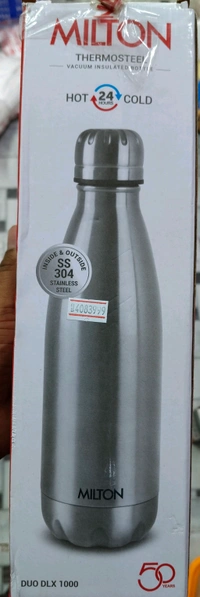 MILTON
THERMOSTEEL
VACUUM INSULATED BOTTLE
HOT 24 HOURS COLD
INSIDE & OUTSIDE
SS
304
STAINLESS
STEEL
B4083999
MILTON
DUO DLX 1000
50
YEARS